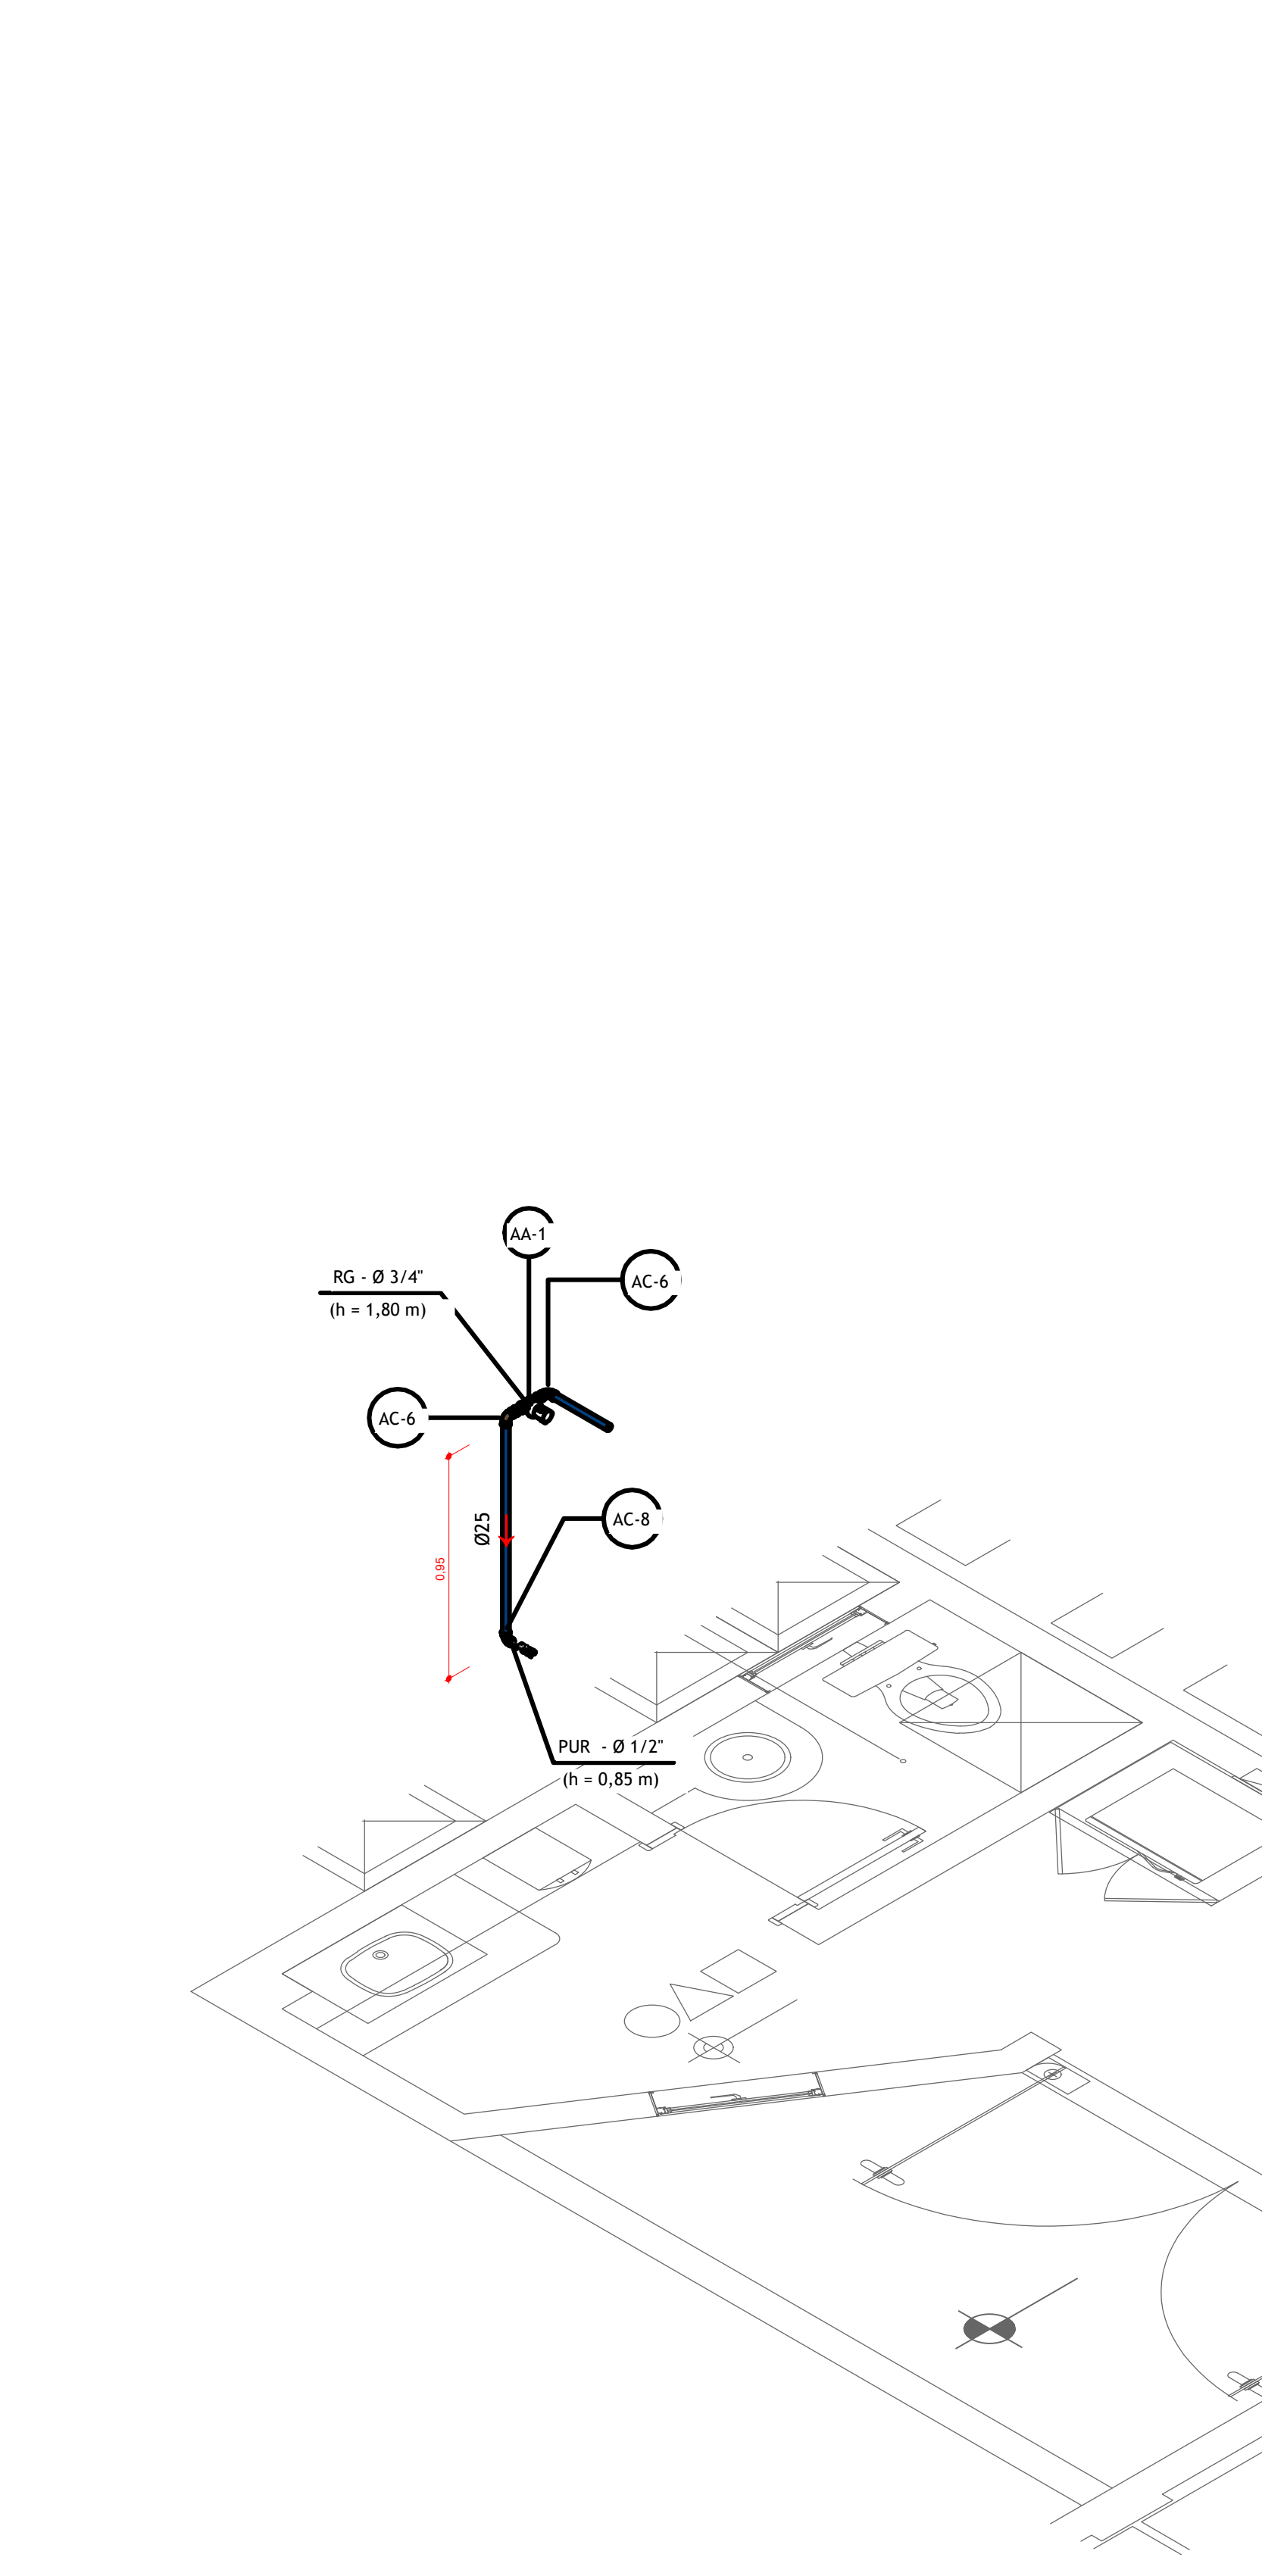 AA-1
RG - Ø 3/4"
(h = 1,80 m)
AC-6
AC-6
Ø25
AC-8
0,95
PUR - Ø 1/2"
(h = 0,85 m)